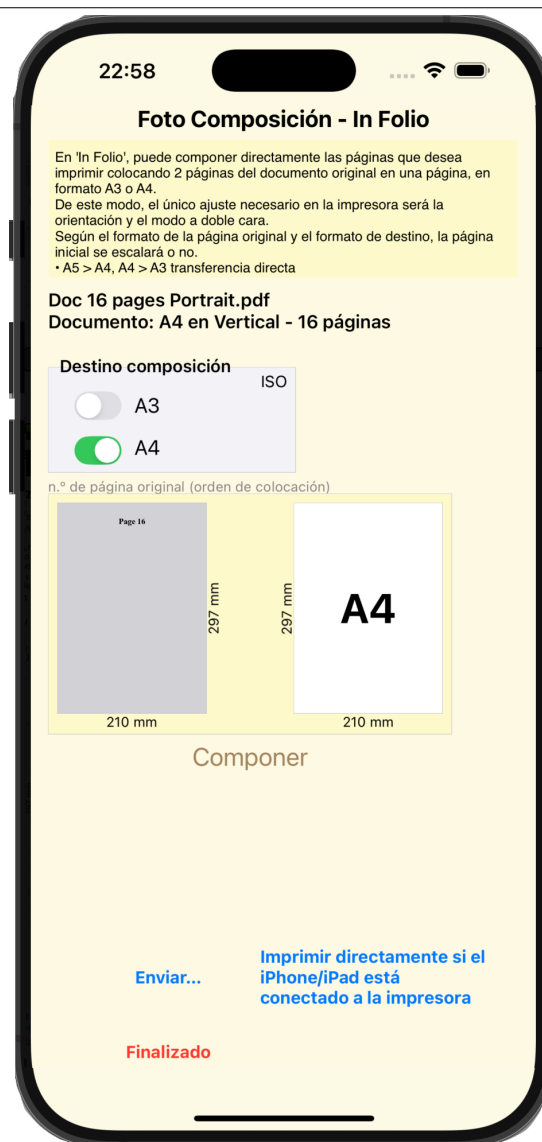 22:58
Foto Composición - In Folio
En 'In Folio', puede componer directamente las páginas que desea
imprimir colocando 2 páginas del documento original en una página, en
formato A3 o A4.
De este modo, el único ajuste necesario en la impresora será la
orientación y el modo a doble cara.
Según el formato de la página original y el formato de destino, la página
inicial se escalará o no.
• A5 > A4, A4 > A3 transferencia directa
Doc 16 pages Portrait.pdf
Documento: A4 en Vertical - 16 páginas
Destino composición
ISO
A3
A4
n.º de página original (orden de colocación)
Page 16
297 mm
297 mm
A4
210 mm
210 mm
Componer
Enviar...
Imprimir directamente si el
iPhone/iPad está
conectado a la impresora
Finalizado